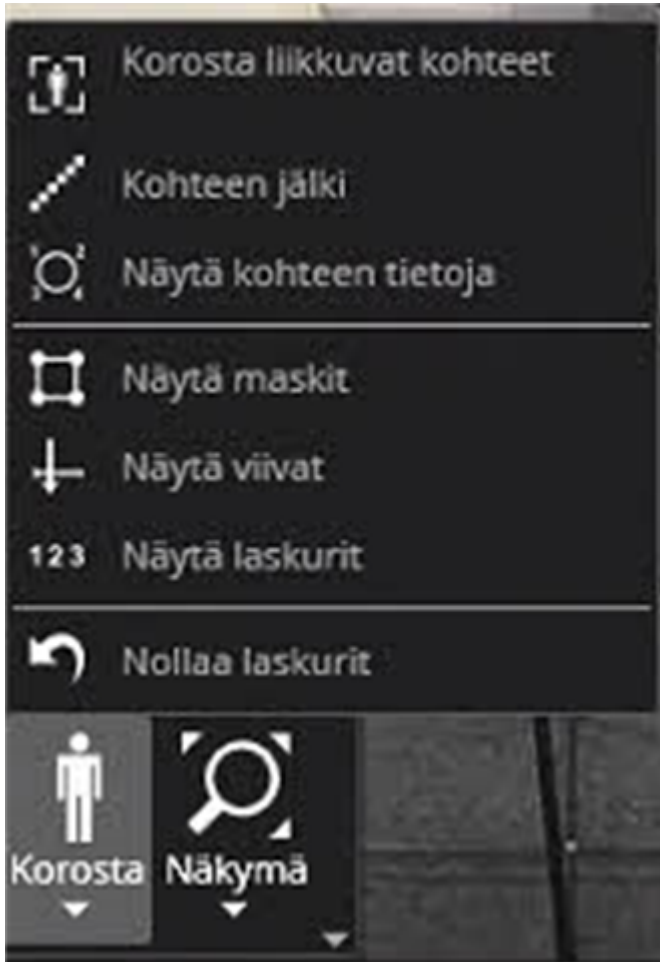 Korosta liikkuvat kohteet
Kohteen jälki
Näytä kohteen tietoja
Näytä maskit
Näytä viivat
123 Näytä laskurit
Nollaa laskurit
Korosta Näkymä